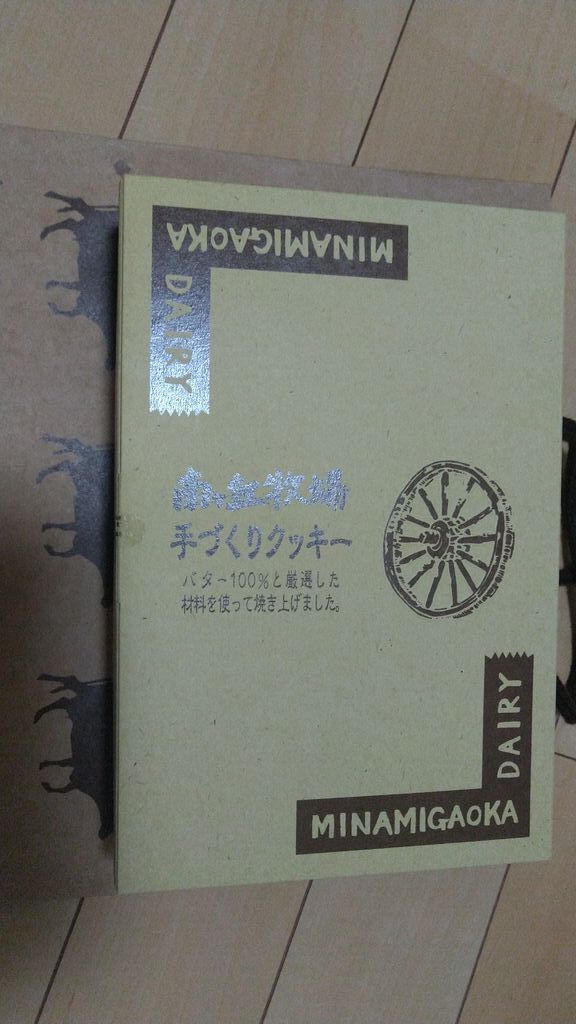 MINAMIGAOKA
DAIRY
南ヶ丘牧場
手づくりクッキー
バター100%と厳選した
材料を使って焼き上げました。
DAIRY
MINAMIGAOKA